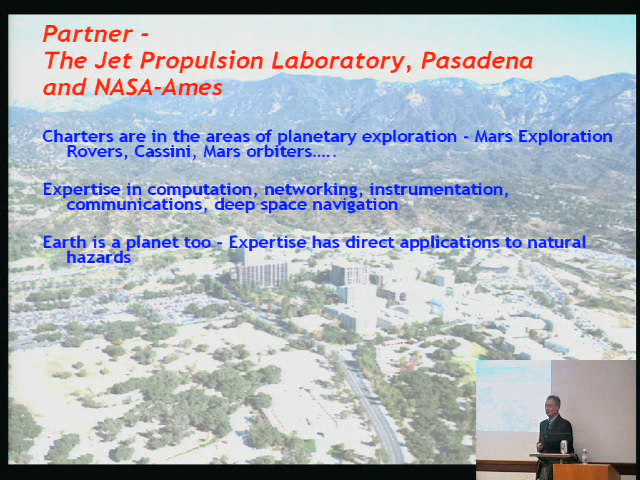 Partner -
The Jet Propulsion Laboratory, Pasadena
and NASA-Ames
Charters are in the areas of planetary exploration - Mars Exploration
Rovers, Cassini, Mars orbiters.....
Expertise in computation, networking, instrumentation,
communications, deep space navigation
Earth is a planet too - Expertise has direct applications to natural
hazards